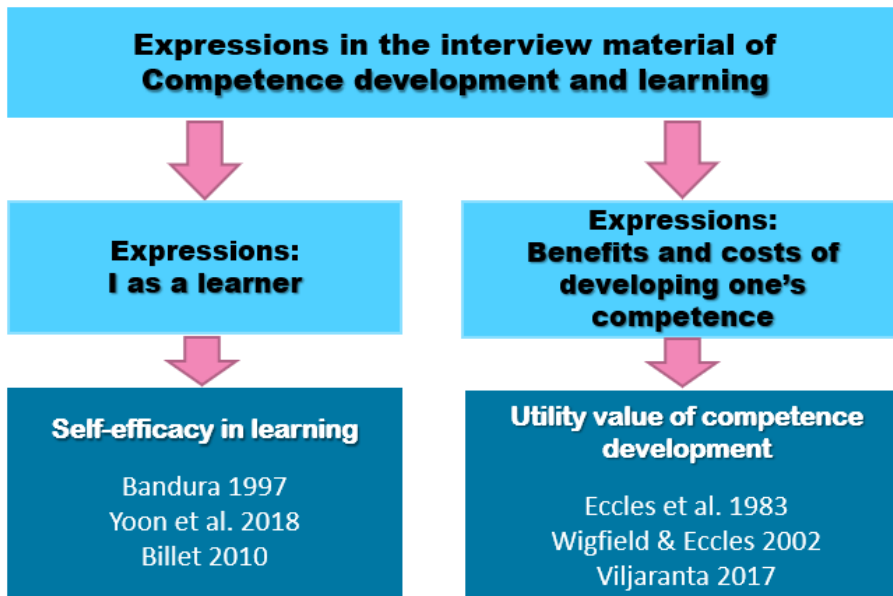 Expressions in the interview material of
Competence development and learning
Expressions:
I as a learner
Expressions:
Benefits and costs of
developing one's
competence
Self-efficacy in learning
Bandura 1997
Yoon et al. 2018
Billet 2010
Utility value of competence
development
Eccles et al. 1983
Wigfield & Eccles 2002
Viljaranta 2017